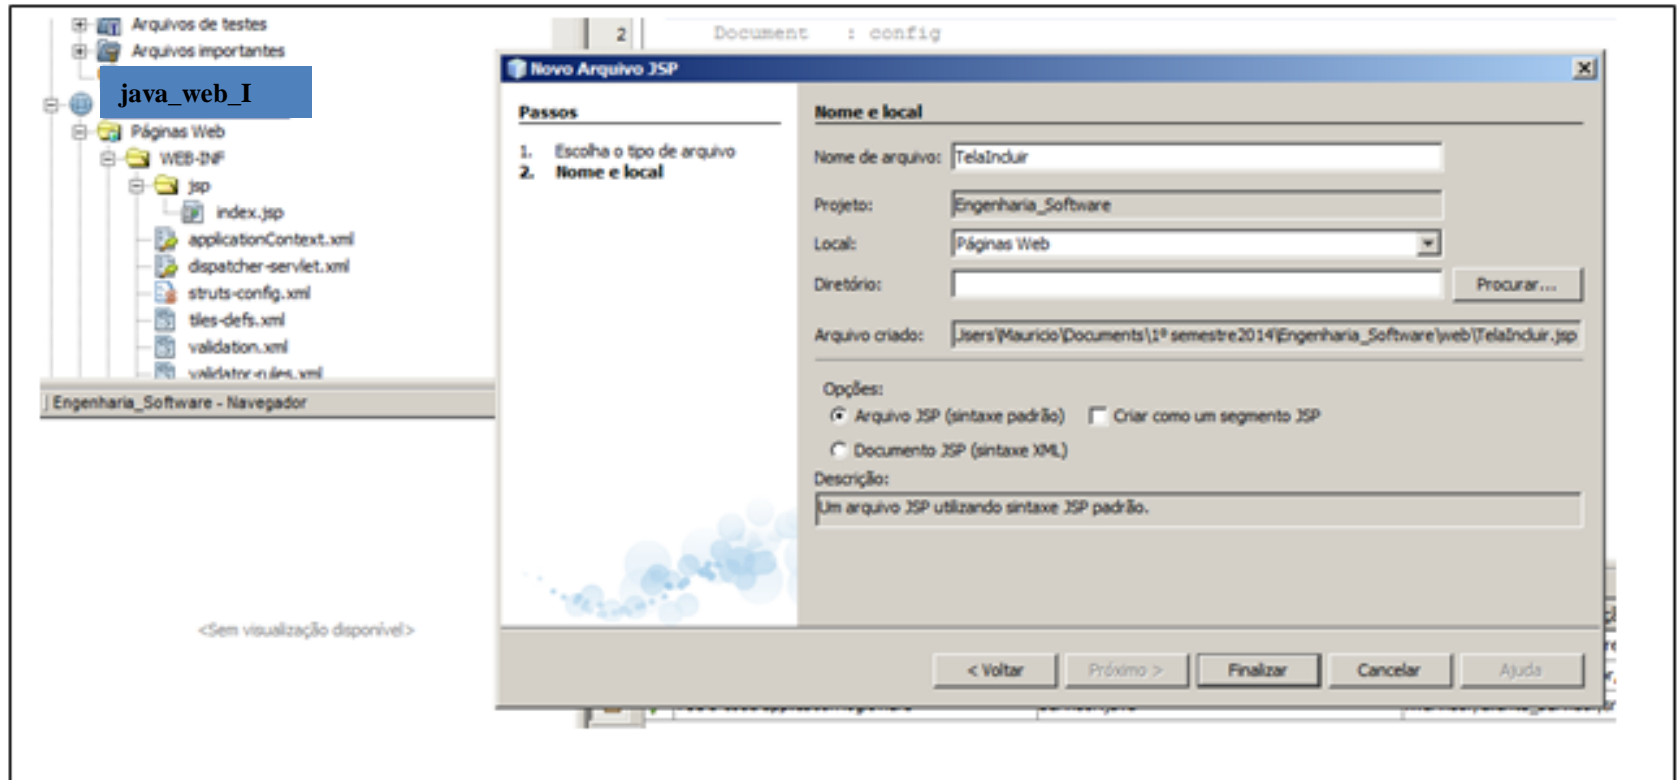 Arquivos de testes
Arquivos importantes
java_web_I
Páginas Web
WEB-INF
jsp
index.jsp
applicationContext.xml
dispatcher-servlet.xml
struts-config.xml
tiles-defs.xml
validation.xml
validator-rules.xml
Engenharia_Software - Navegador
<Sem visualização disponível>
2 Document : config
Novo Arquivo JSP
Passos
1. Escolha o tipo de arquivo
2. Nome e local
Nome e local
Nome de arquivo: TelaIncluir
Projeto: Engenharia_Software
Local: Páginas Web
Diretório: Procurar...
Arquivo criado: Jsers\Mauricio\Documents\1º semestre2014\Engenharia_Software\web\TelaIncluir.jsp
Opções:
Arquivo JSP (sintaxe padrão) Criar como um segmento JSP
Documento JSP (sintaxe XML)
Descrição:
Um arquivo JSP utilizando sintaxe JSP padrão.
< Voltar Próximo > Finalizar Cancelar Ajuda